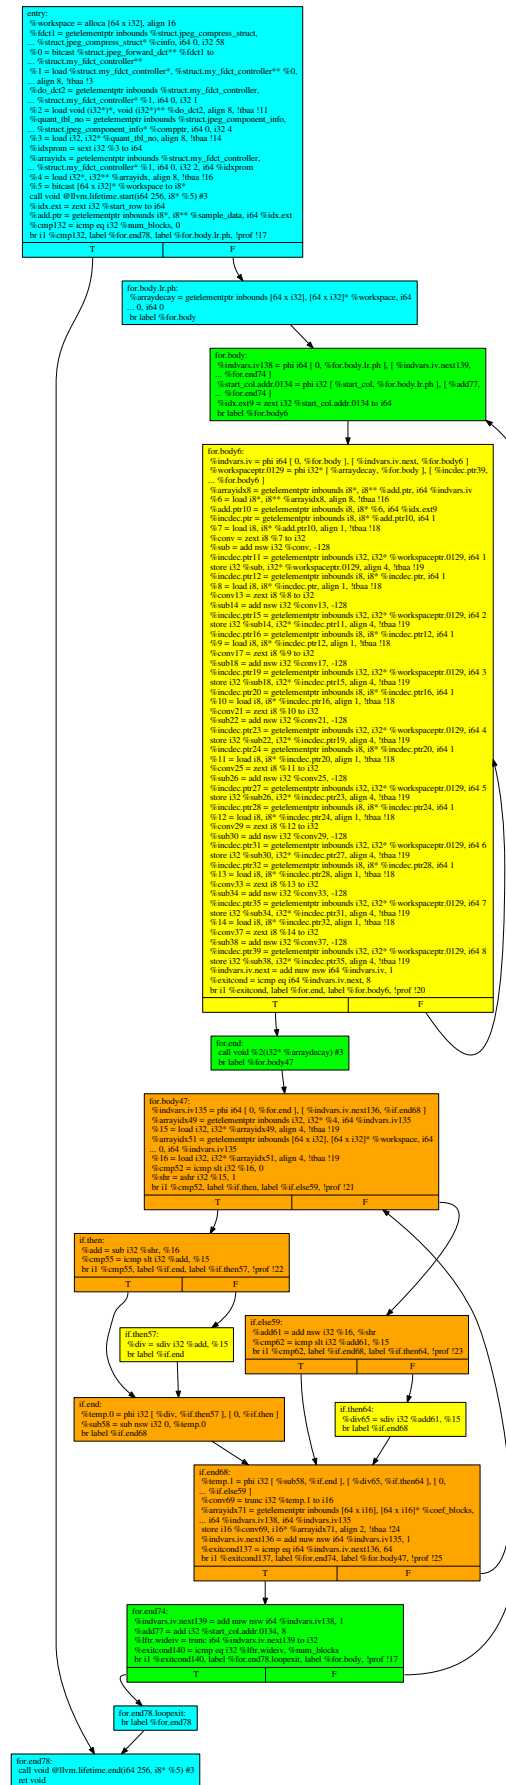 entry:
%workspace = alloca [64 x i32], align 16
%fdct1 = getelementptr inbounds %struct.jpeg_compress_struct,
... %struct.jpeg_compress_struct* %cinfo, i64 0, i32 58
%0 = bitcast %struct.jpeg_forward_dct** %fdct1 to
... %struct.my_fdct_controller**
%1 = load %struct.my_fdct_controller*, %struct.my_fdct_controller** %0,
... align 8, !tbaa !3
%do_dct2 = getelementptr inbounds %struct.my_fdct_controller,
... %struct.my_fdct_controller* %1, i64 0, i32 1
%2 = load void (i32*)*, void (i32*)** %do_dct2, align 8, !tbaa !11
%quant_tbl_no = getelementptr inbounds %struct.jpeg_component_info,
... %struct.jpeg_component_info* %compptr, i64 0, i32 4
%3 = load i32, i32* %quant_tbl_no, align 8, !tbaa !14
%idxprom = sext i32 %3 to i64
%arrayidx = getelementptr inbounds %struct.my_fdct_controller,
... %struct.my_fdct_controller* %1, i64 0, i32 2, i64 %idxprom
%4 = load i32*, i32** %arrayidx, align 8, !tbaa !16
%5 = bitcast [64 x i32]* %workspace to i8*
call void @llvm.lifetime.start(i64 256, i8* %5) #3
%idx.ext = zext i32 %start_row to i64
%add.ptr = getelementptr inbounds i8*, i8** %sample_data, i64 %idx.ext
%cmp132 = icmp eq i32 %num_blocks, 0
br i1 %cmp132, label %for.end78, label %for.body.lr.ph, !prof !17
T F
for.body.lr.ph:
%arraydecay = getelementptr inbounds [64 x i32], [64 x i32]* %workspace, i64
... 0, i64 0
br label %for.body
for.body:
%indvars.iv138 = phi i64 [ 0, %for.body.lr.ph ], [ %indvars.iv.next139,
... %for.end74 ]
%start_col.addr.0134 = phi i32 [ %start_col, %for.body.lr.ph ], [ %add77,
... %for.end74 ]
%idx.ext9 = zext i32 %start_col.addr.0134 to i64
br label %for.body6
for.body6:
%indvars.iv = phi i64 [ 0, %for.body ], [ %indvars.iv.next, %for.body6 ]
%workspaceptr.0129 = phi i32* [ %arraydecay, %for.body ], [ %incdec.ptr39,
... %for.body6 ]
%arrayidx8 = getelementptr inbounds i8*, i8** %add.ptr, i64 %indvars.iv
%6 = load i8*, i8** %arrayidx8, align 8, !tbaa !16
%add.ptr10 = getelementptr inbounds i8, i8* %6, i64 %idx.ext9
%incdec.ptr = getelementptr inbounds i8, i8* %add.ptr10, i64 1
%7 = load i8, i8* %add.ptr10, align 1, !tbaa !18
%conv = zext i8 %7 to i32
%sub = add nsw i32 %conv, -128
%incdec.ptr11 = getelementptr inbounds i32, i32* %workspaceptr.0129, i64 1
store i32 %sub, i32* %workspaceptr.0129, align 4, !tbaa !19
%incdec.ptr12 = getelementptr inbounds i8, i8* %incdec.ptr, i64 1
%8 = load i8, i8* %incdec.ptr, align 1, !tbaa !18
%conv13 = zext i8 %8 to i32
%sub14 = add nsw i32 %conv13, -128
%incdec.ptr15 = getelementptr inbounds i32, i32* %workspaceptr.0129, i64 2
store i32 %sub14, i32* %incdec.ptr11, align 4, !tbaa !19
%incdec.ptr16 = getelementptr inbounds i8, i8* %incdec.ptr12, i64 1
%9 = load i8, i8* %incdec.ptr12, align 1, !tbaa !18
%conv17 = zext i8 %9 to i32
%sub18 = add nsw i32 %conv17, -128
%incdec.ptr19 = getelementptr inbounds i32, i32* %workspaceptr.0129, i64 3
store i32 %sub18, i32* %incdec.ptr15, align 4, !tbaa !19
%incdec.ptr20 = getelementptr inbounds i8, i8* %incdec.ptr16, i64 1
%10 = load i8, i8* %incdec.ptr16, align 1, !tbaa !18
%conv21 = zext i8 %10 to i32
%sub22 = add nsw i32 %conv21, -128
%incdec.ptr23 = getelementptr inbounds i32, i32* %workspaceptr.0129, i64 4
store i32 %sub22, i32* %incdec.ptr19, align 4, !tbaa !19
%incdec.ptr24 = getelementptr inbounds i8, i8* %incdec.ptr20, i64 1
%11 = load i8, i8* %incdec.ptr20, align 1, !tbaa !18
%conv25 = zext i8 %11 to i32
%sub26 = add nsw i32 %conv25, -128
%incdec.ptr27 = getelementptr inbounds i32, i32* %workspaceptr.0129, i64 5
store i32 %sub26, i32* %incdec.ptr23, align 4, !tbaa !19
%incdec.ptr28 = getelementptr inbounds i8, i8* %incdec.ptr24, i64 1
%12 = load i8, i8* %incdec.ptr24, align 1, !tbaa !18
%conv29 = zext i8 %12 to i32
%sub30 = add nsw i32 %conv29, -128
%incdec.ptr31 = getelementptr inbounds i32, i32* %workspaceptr.0129, i64 6
store i32 %sub30, i32* %incdec.ptr27, align 4, !tbaa !19
%incdec.ptr32 = getelementptr inbounds i8, i8* %incdec.ptr28, i64 1
%13 = load i8, i8* %incdec.ptr28, align 1, !tbaa !18
%conv33 = zext i8 %13 to i32
%sub34 = add nsw i32 %conv33, -128
%incdec.ptr35 = getelementptr inbounds i32, i32* %workspaceptr.0129, i64 7
store i32 %sub34, i32* %incdec.ptr31, align 4, !tbaa !19
%14 = load i8, i8* %incdec.ptr32, align 1, !tbaa !18
%conv37 = zext i8 %14 to i32
%sub38 = add nsw i32 %conv37, -128
%incdec.ptr39 = getelementptr inbounds i32, i32* %workspaceptr.0129, i64 8
store i32 %sub38, i32* %incdec.ptr35, align 4, !tbaa !19
%indvars.iv.next = add nuw nsw i64 %indvars.iv, 1
%exitcond = icmp eq i64 %indvars.iv.next, 8
br i1 %exitcond, label %for.end, label %for.body6, !prof !20
T F
for.end:
call void %2(i32* %arraydecay) #3
br label %for.body47
for.body47:
%indvars.iv135 = phi i64 [ 0, %for.end ], [ %indvars.iv.next136, %if.end68 ]
%arrayidx49 = getelementptr inbounds i32, i32* %4, i64 %indvars.iv135
%15 = load i32, i32* %arrayidx49, align 4, !tbaa !19
%arrayidx51 = getelementptr inbounds [64 x i32], [64 x i32]* %workspace, i64
... 0, i64 %indvars.iv135
%16 = load i32, i32* %arrayidx51, align 4, !tbaa !19
%cmp52 = icmp slt i32 %16, 0
%shr = ashr i32 %15, 1
br i1 %cmp52, label %if.then, label %if.else59, !prof !21
T F
if.then:
%add = sub i32 %shr, %16
%cmp55 = icmp slt i32 %add, %15
br i1 %cmp55, label %if.end, label %if.then57, !prof !22
T F
if.then57:
%div = sdiv i32 %add, %15
br label %if.end
if.else59:
%add61 = add nsw i32 %16, %shr
%cmp62 = icmp slt i32 %add61, %15
br i1 %cmp62, label %if.end68, label %if.then64, !prof !23
T F
if.end:
%temp.0 = phi i32 [ %div, %if.then57 ], [ 0, %if.then ]
%sub58 = sub nsw i32 0, %temp.0
br label %if.end68
if.then64:
%div65 = sdiv i32 %add61, %15
br label %if.end68
if.end68:
%temp.1 = phi i32 [ %sub58, %if.end ], [ %div65, %if.then64 ], [ 0,
... %if.else59 ]
%conv69 = trunc i32 %temp.1 to i16
%arrayidx71 = getelementptr inbounds [64 x i16], [64 x i16]* %coef_blocks,
... i64 %indvars.iv138, i64 %indvars.iv135
store i16 %conv69, i16* %arrayidx71, align 2, !tbaa !24
%indvars.iv.next136 = add nuw nsw i64 %indvars.iv135, 1
%exitcond137 = icmp eq i64 %indvars.iv.next136, 64
br i1 %exitcond137, label %for.end74, label %for.body47, !prof !25
T F
for.end74:
%indvars.iv.next139 = add nuw nsw i64 %indvars.iv138, 1
%add77 = add i32 %start_col.addr.0134, 8
%lftr.wideiv = trunc i64 %indvars.iv.next139 to i32
%exitcond140 = icmp eq i32 %lftr.wideiv, %num_blocks
br i1 %exitcond140, label %for.end78.loopexit, label %for.body, !prof !17
T F
for.end78.loopexit:
br label %for.end78
for.end78:
call void @llvm.lifetime.end(i64 256, i8* %5) #3
ret void